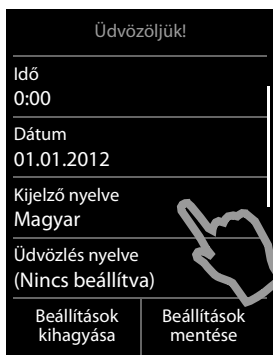 Üdvözöljük!
Idő
0:00
Dátum
01.01.2012
Kijelző nyelve
Magyar
Üdvözlés nyelve
(Nincs beállítva)
Beállítások kihagyása
Beállítások mentése